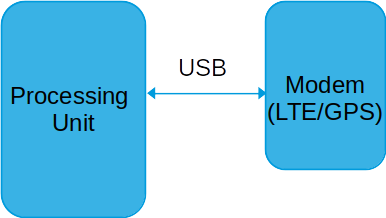 Processing
Unit
USB
Modem
(LTE/GPS)